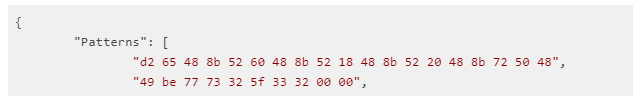 {
"Patterns": [
"d2 65 48 8b 52 60 48 8b 52 18 48 8b 52 20 48 8b 72 50 48",
"49 be 77 73 32 5f 33 32 00 00",